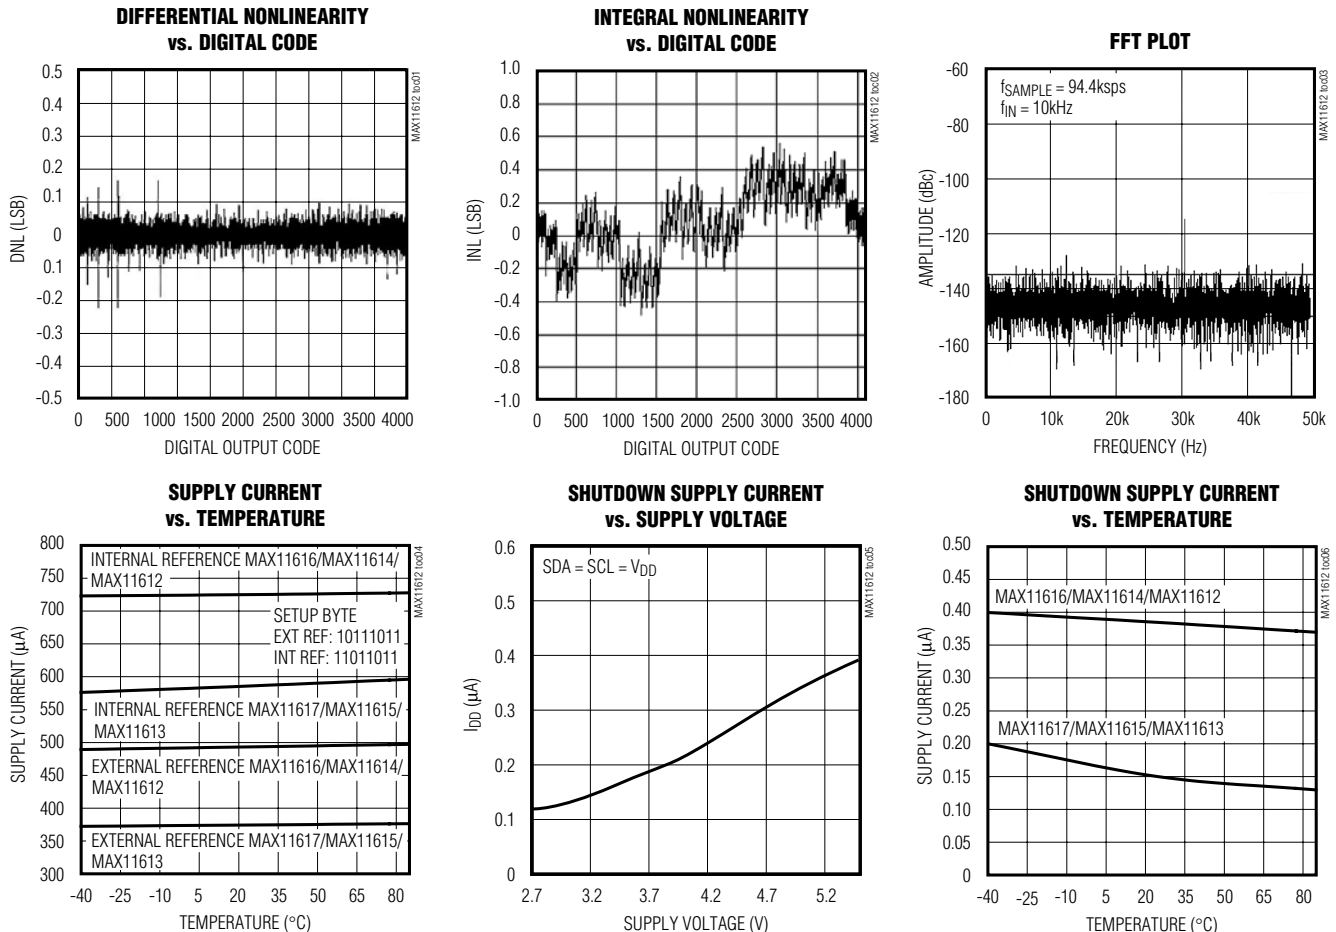 DIFFERENTIAL NONLINEARITY
vs. DIGITAL CODE
MAX11612 toc01
DNL (LSB)
0.5
0.4
0.3
0.2
0.1
0
0.1
-0.2
-0.3
-0.4
-0.5
0 500 1000 1500 2000 2500 3000 3500 4000
DIGITAL OUTPUT CODE
INTEGRAL NONLINEARITY
vs. DIGITAL CODE
MAX11612 toc02
INL (LSB)
1.0
0.8
0.6
0.4
0.2
0
-0.2
-0.4
0.6
-0.8
-1.0
0 500 1000 1500 2000 2500 3000 3500 4000
DIGITAL OUTPUT CODE
FFT PLOT
MAX11612 toc03
fSAMPLE = 94.4ksps
fIN = 10kHz
AMPLITUDE (dBc)
-60
-80
-100
-120
-140
-160
-180
0 10k 20k 30k 40k 50k
FREQUENCY (Hz)
SUPPLY CURRENT
vs. TEMPERATURE
MAX11612 toc04
SUPPLY CURRENT (µA)
800
750
700
650
600
550
500
450
400
350
300
INTERNAL REFERENCE MAX11616/MAX11614/
MAX11612
SETUP BYTE
EXT REF: 10111011
INT REF: 11011011
INTERNAL REFERENCE MAX11617/MAX11615/
MAX11613
EXTERNAL REFERENCE MAX11616/MAX11614/
MAX11612
EXTERNAL REFERENCE MAX11617/MAX11615/
MAX11613
-40 -25 -10 5 20 35 50 65 80
TEMPERATURE (°C)
SHUTDOWN SUPPLY CURRENT
vs. SUPPLY VOLTAGE
MAX11612 toc05
SDA = SCL = VDD
IDD (µA)
0.6
0.5
0.4
0.3
0.2
0.1
0
2.7 3.2 3.7 4.2 4.7 5.2
SUPPLY VOLTAGE (V)
SHUTDOWN SUPPLY CURRENT
vs. TEMPERATURE
MAX11612 toc06
SUPPLY CURRENT (µA)
0.50
0.45
0.40
0.35
0.30
0.25
0.20
0.15
0.10
0.05
0
MAX11616/MAX11614/MAX11612
MAX11617/MAX11615/MAX11613
-40 -25 -10 5 20 35 50 65 80
TEMPERATURE (°C)